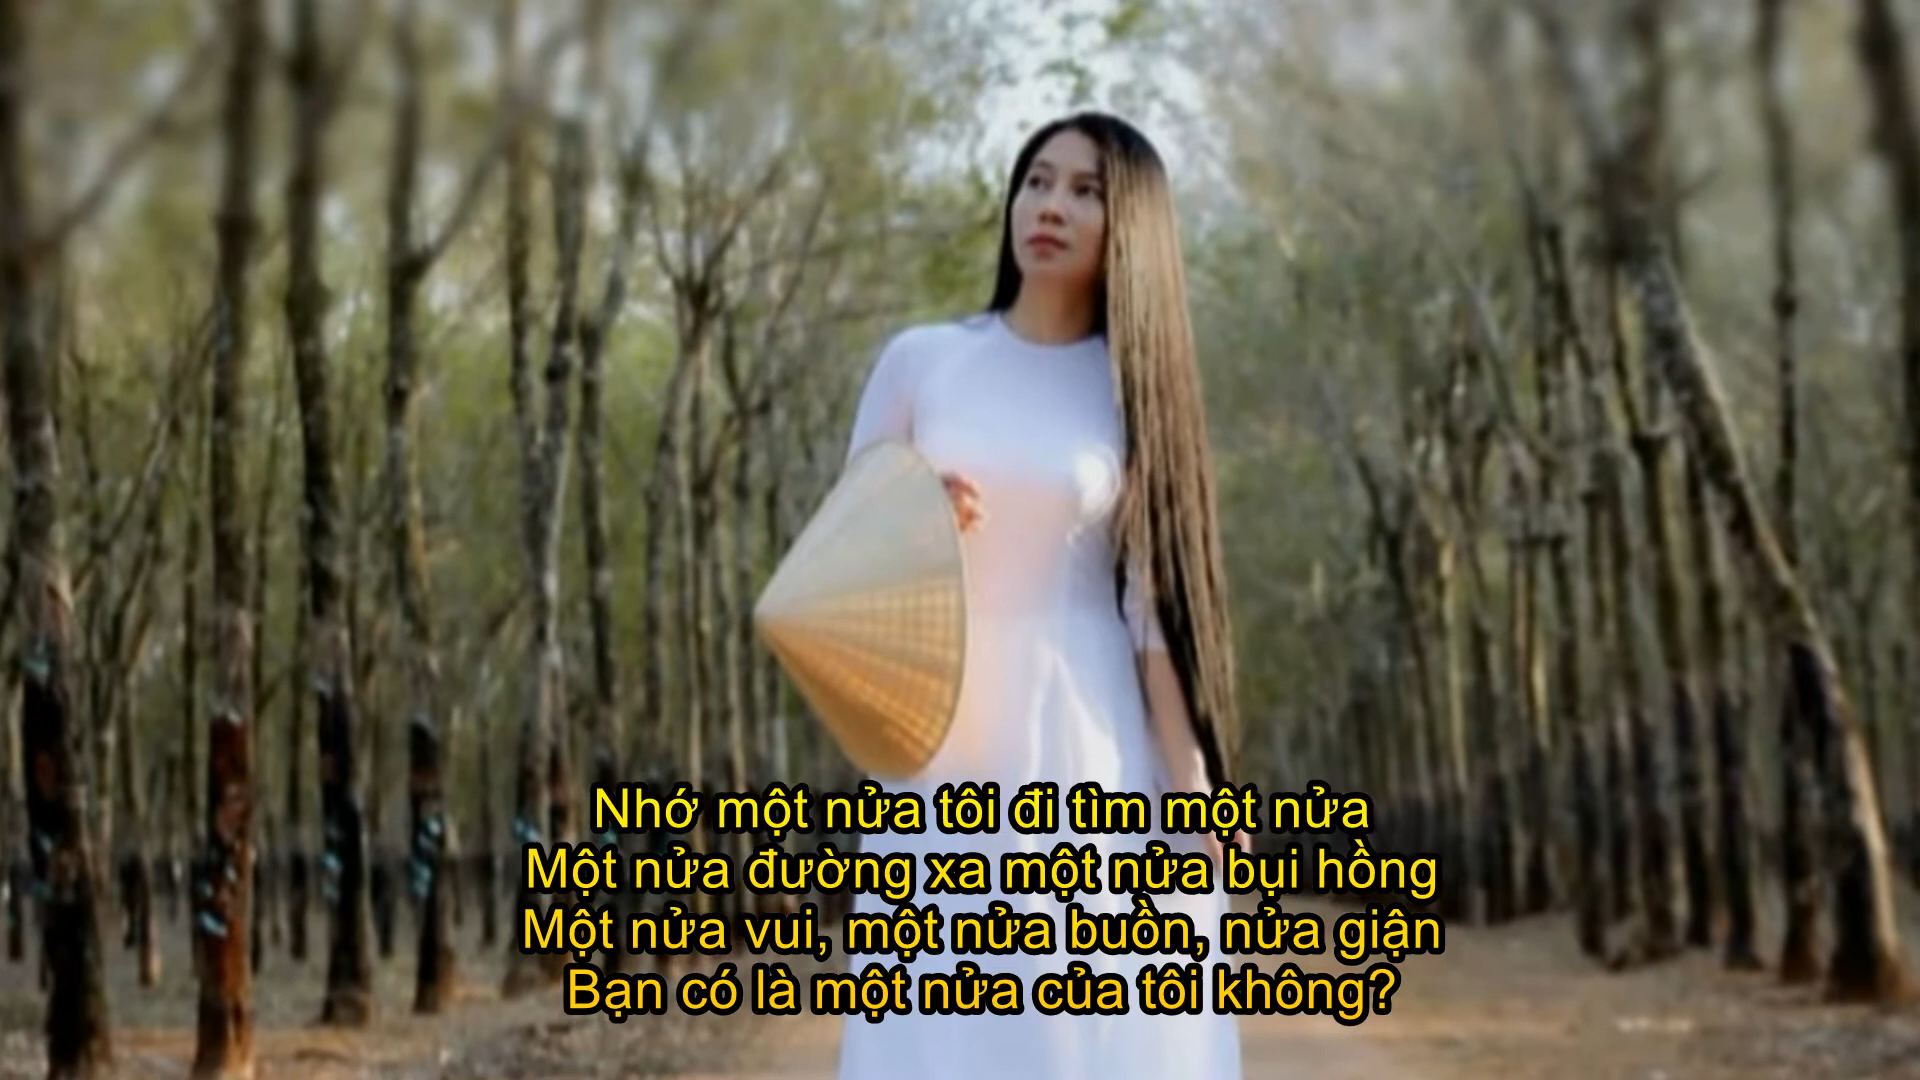 Nhớ một nửa tôi đi tìm một nửa
Một nửa đường xa một nửa bụi hồng
Một nửa vui, một nửa buồn, nửa giận
Bạn có là một nửa của tôi không?